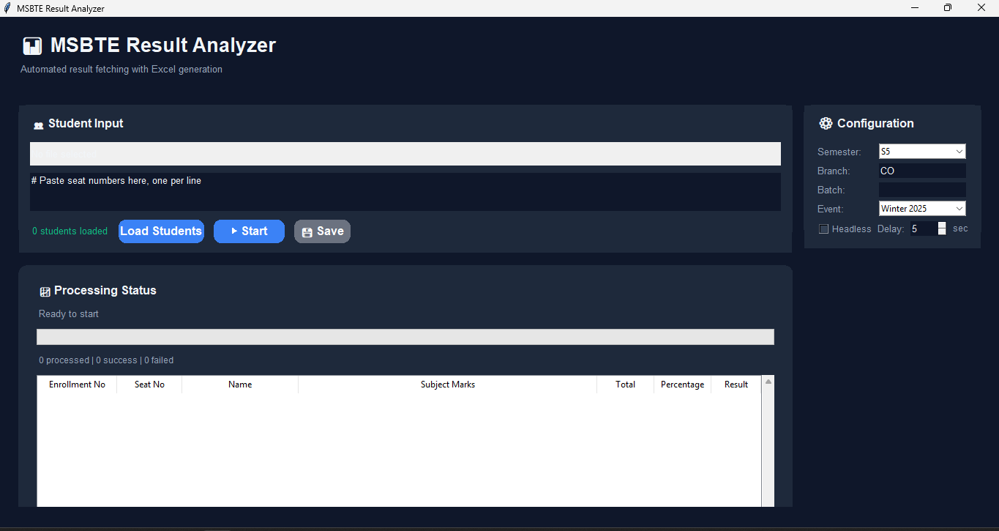 MSBTE Result Analyzer
MSBTE Result Analyzer
Automated result fetching with Excel generation
Student Input
# Paste seat numbers here, one per line
0 students loaded
Load Students
Start
Save
Configuration
Semester: S5
Branch: CO
Batch:
Event: Winter 2025
Headless Delay: 5 sec
Processing Status
Ready to start
0 processed | 0 success | 0 failed
Enrollment No Seat No Name Subject Marks Total Percentage Result